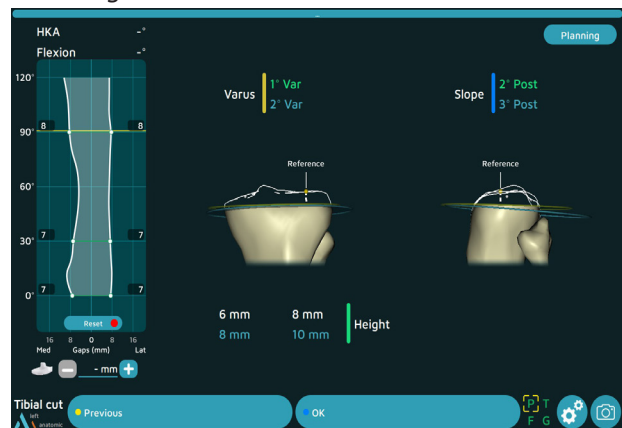 HKA -°
Flexion -°
Planning
120°
90°
60°
30°
0°
8 8
7 7
7 7
Reset
16 8 0 8 16
Med Gaps (mm) Lat
- mm
Varus 1° Var
2° Var
Slope 2° Post
3° Post
Reference
Reference
6 mm 8 mm
8 mm 10 mm
Height
Tibial cut
left
anatomic
Previous
OK
P T
F G